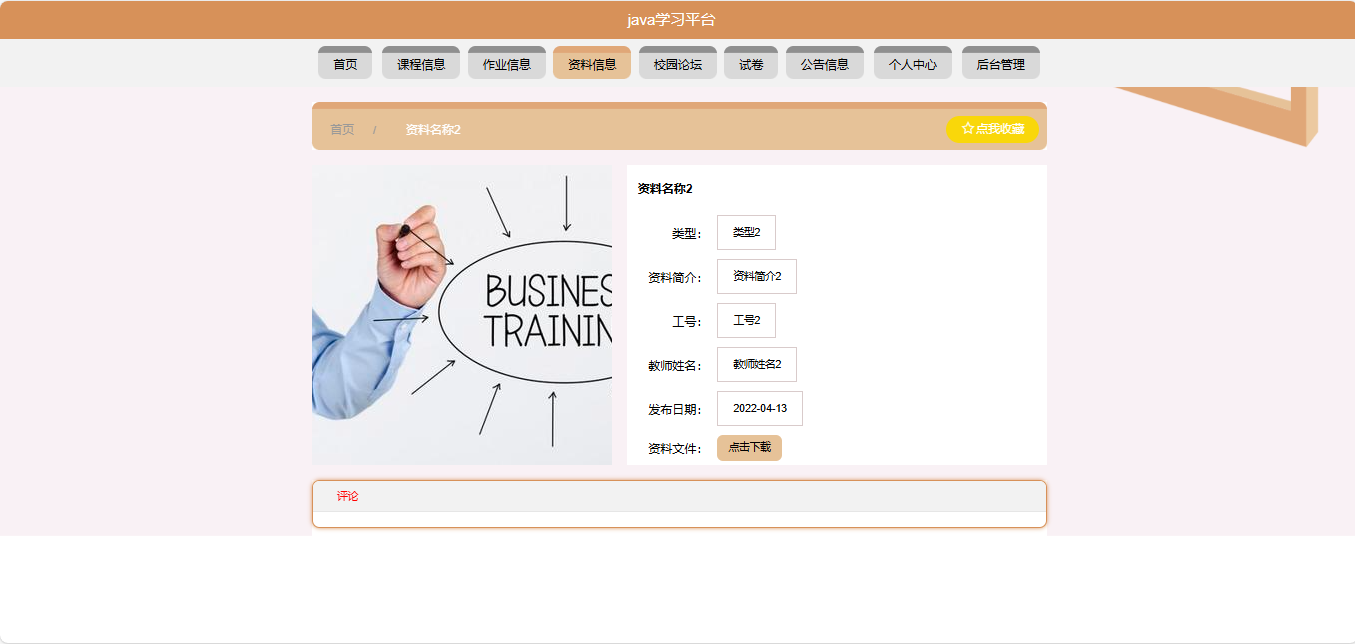 java学习平台
首页 课程信息 作业信息 资料信息 校园论坛 试卷 公告信息 个人中心 后台管理
首页 / 资料名称2 ☆点我收藏
BUSINES
TRAININ
资料名称2
类型: 类型2
资料简介: 资料简介2
工号: 工号2
教师姓名: 教师姓名2
发布日期: 2022-04-13
资料文件: 点击下载
评论